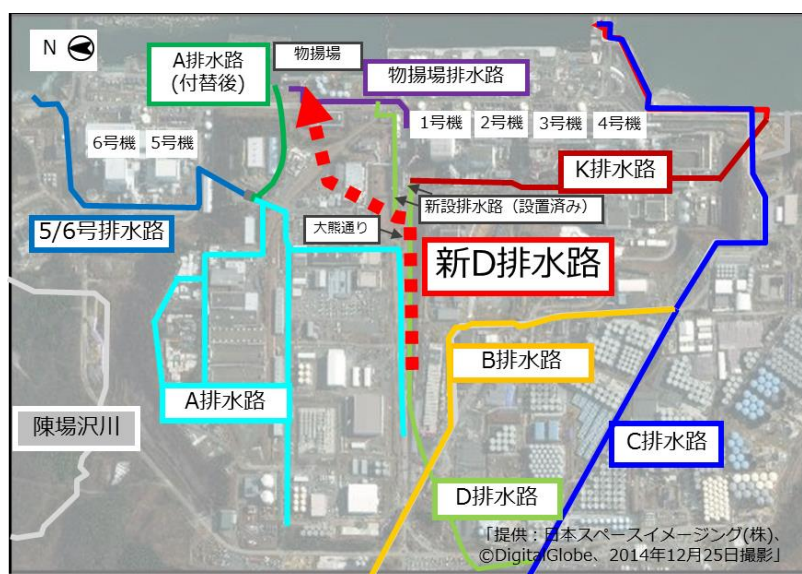 N
A排水路
(付替後)
物揚場
物揚場排水路
1号機
2号機
3号機
4号機
6号機
5号機
K排水路
新設排水路（設置済み）
5/6号排水路
大熊通り
新D排水路
B排水路
A排水路
陳場沢川
C排水路
D排水路
「提供：日本スペースイメージング(株)、
©DigitalGlobe、2014年12月25日撮影」